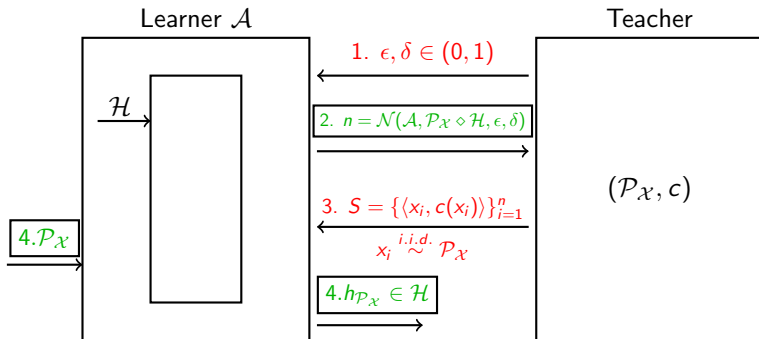 Learner 𝒜
Teacher
1. ϵ, δ ∈ (0, 1)
ℋ
2. n = 𝒩(𝒜, 𝒫_𝒳 ⋄ ℋ, ϵ, δ)
(𝒫_𝒳, c)
3. S = {⟨x_i, c(x_i)⟩}_{i=1}^n
4.𝒫_𝒳
x_i i.i.d. ∼ 𝒫_𝒳
4.h_{𝒫_𝒳} ∈ ℋ